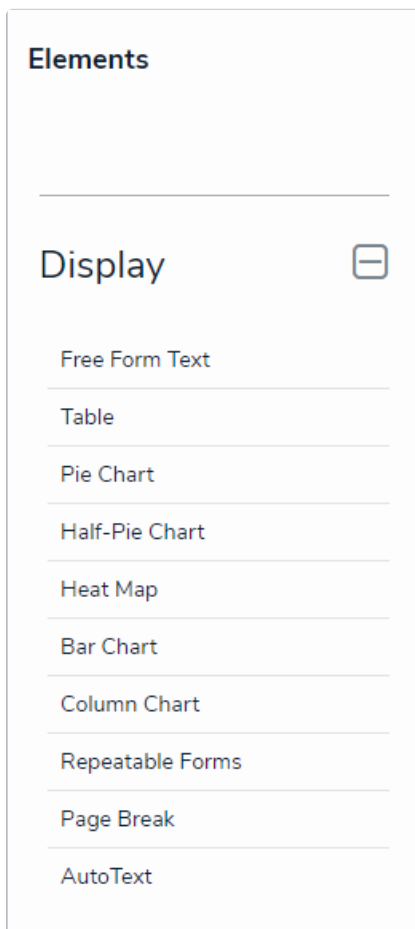 Elements
Display
Free Form Text
Table
Pie Chart
Half-Pie Chart
Heat Map
Bar Chart
Column Chart
Repeatable Forms
Page Break
AutoText